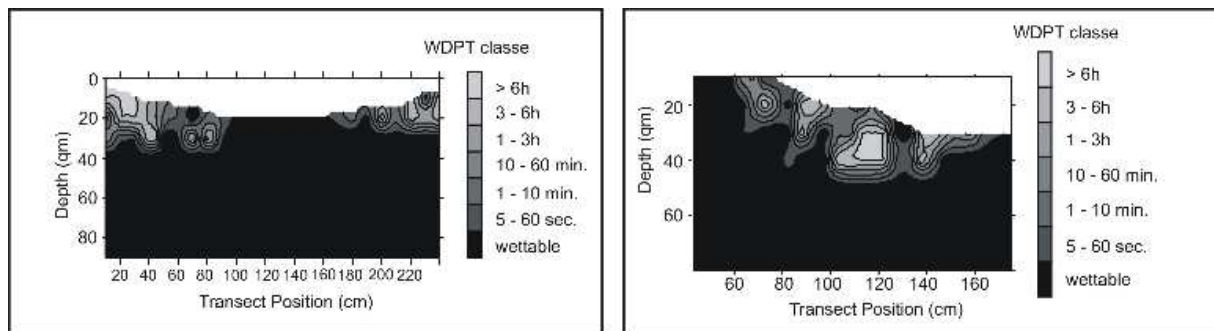 WDPT classe
> 6h
3 - 6h
1 - 3h
10 - 60 min.
1 - 10 min.
5 - 60 sec.
wettable
0
20
40
60
80
Depth (qm)
20 40 60 80 100 120 140 160 200 220
Transect Position (cm)
WDPT classe
> 6h
3 - 6h
1 - 3h
10 - 60 min.
1 - 10 min.
5 - 60 sec.
wettable
20
40
60
Depth (qm)
60 80 100 120 140 160
Transect Position (cm)